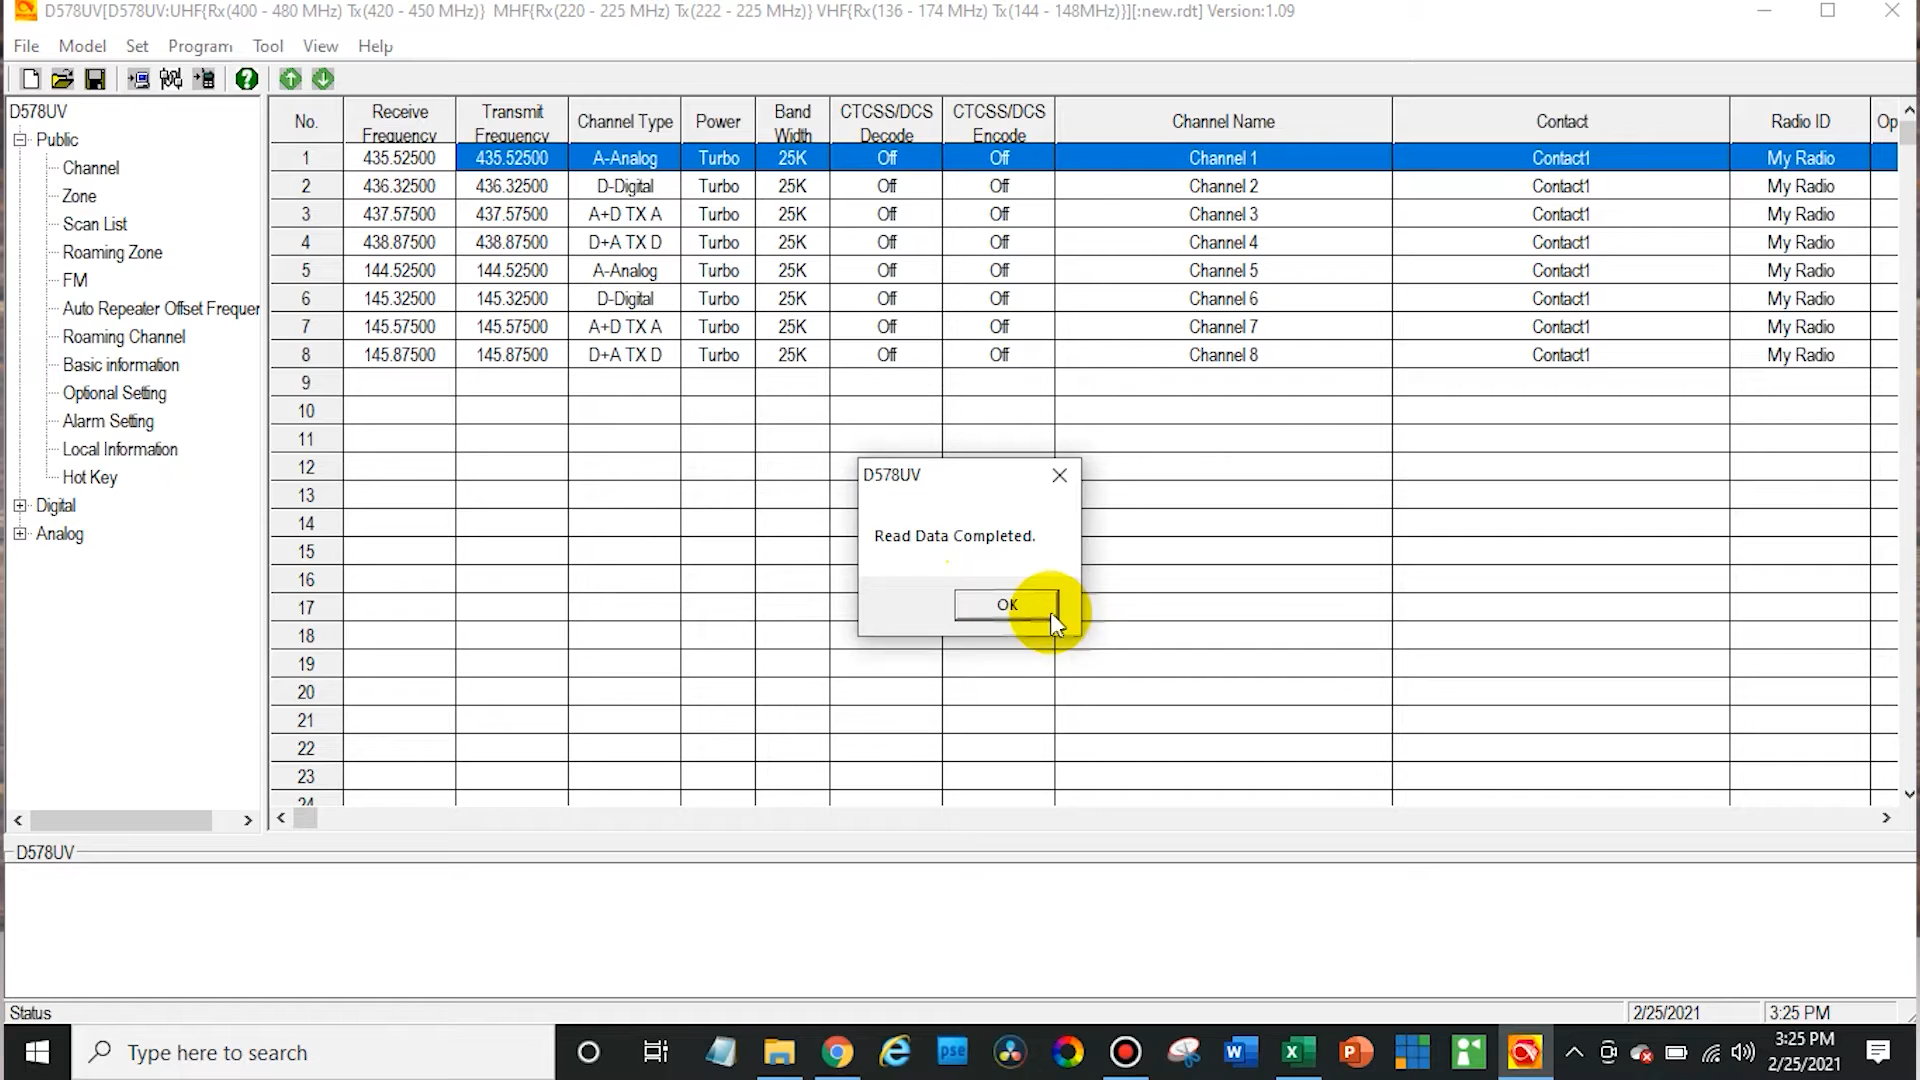 D578UV[D578UV:UHF{Rx(400 - 480 MHz) Tx(420 - 450 MHz)} MHF{Rx(220 - 225 MHz) Tx(222 - 225 MHz)} VHF{Rx(136 - 174 MHz) Tx(144 - 148MHz)}][:new.rdt] Version:1.09
File Model Set Program Tool View Help
D578UV
Public
Channel
Zone
Scan List
Roaming Zone
FM
Auto Repeater Offset Frequer
Roaming Channel
Basic information
Optional Setting
Alarm Setting
Local Information
Hot Key
Digital
Analog
No. Receive Frequency Transmit Frequency Channel Type Power Band Width CTCSS/DCS Decode CTCSS/DCS Encode Channel Name Contact Radio ID Op
1 435.52500 435.52500 A-Analog Turbo 25K Off Off Channel 1 Contact1 My Radio
2 436.32500 436.32500 D-Digital Turbo 25K Off Off Channel 2 Contact1 My Radio
3 437.57500 437.57500 A+D TX A Turbo 25K Off Off Channel 3 Contact1 My Radio
4 438.87500 438.87500 D+A TX D Turbo 25K Off Off Channel 4 Contact1 My Radio
5 144.52500 144.52500 A-Analog Turbo 25K Off Off Channel 5 Contact1 My Radio
6 145.32500 145.32500 D-Digital Turbo 25K Off Off Channel 6 Contact1 My Radio
7 145.57500 145.57500 A+D TX A Turbo 25K Off Off Channel 7 Contact1 My Radio
8 145.87500 145.87500 D+A TX D Turbo 25K Off Off Channel 8 Contact1 My Radio
9
10
11
12
13
14
15
16
17
18
19
20
21
22
23
24
D578UV
Read Data Completed.
OK
D578UV
Status 2/25/2021 3:25 PM
Type here to search
pse
3:25 PM
2/25/2021